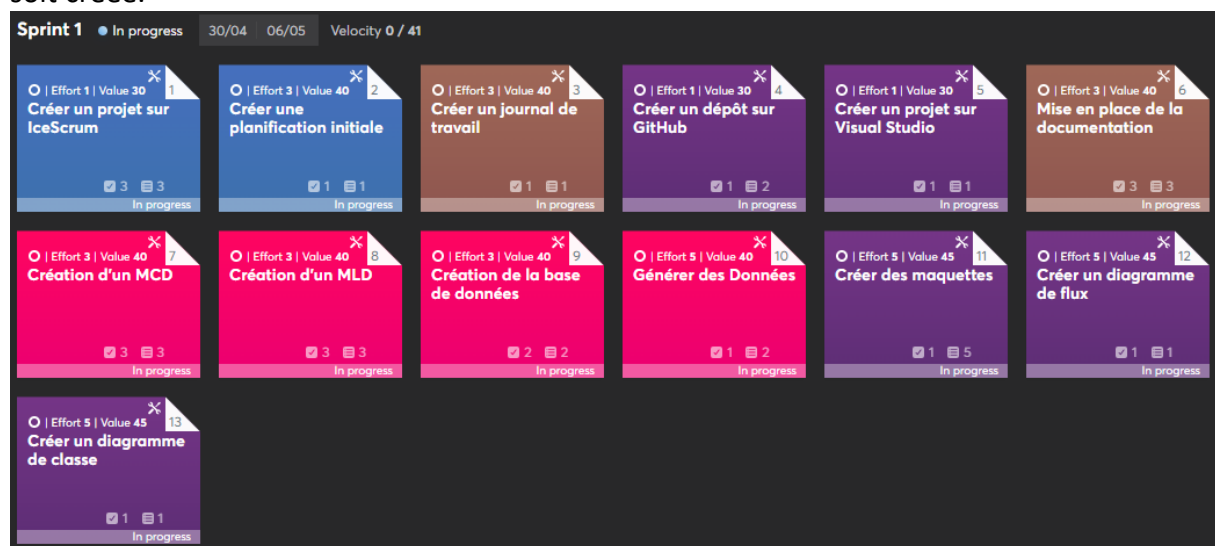 soit créée.
Sprint 1 In progress 30/04 06/05 Velocity 0 / 41
| Effort 1 | Value 30 1
Créer un projet sur
IceScrum
3 3
In progress
| Effort 3 | Value 40 2
Créer une
planification initiale
1 1
In progress
| Effort 3 | Value 40 3
Créer un journal de
travail
1 1
In progress
| Effort 1 | Value 30 4
Créer un dépôt sur
GitHub
1 2
In progress
| Effort 1 | Value 30 5
Créer un projet sur
Visual Studio
1 1
In progress
| Effort 3 | Value 40 6
Mise en place de la
documentation
3 3
In progress
| Effort 3 | Value 40 7
Création d'un MCD
3 3
In progress
| Effort 3 | Value 40 8
Création d'un MLD
3 3
In progress
| Effort 3 | Value 40 9
Création de la base
de données
2 2
In progress
| Effort 5 | Value 40 10
Générer des Données
1 2
In progress
| Effort 5 | Value 45 11
Créer des maquettes
1 5
In progress
| Effort 5 | Value 45 12
Créer un diagramme
de flux
1 1
In progress
| Effort 5 | Value 45 13
Créer un diagramme
de classe
1 1
In progress